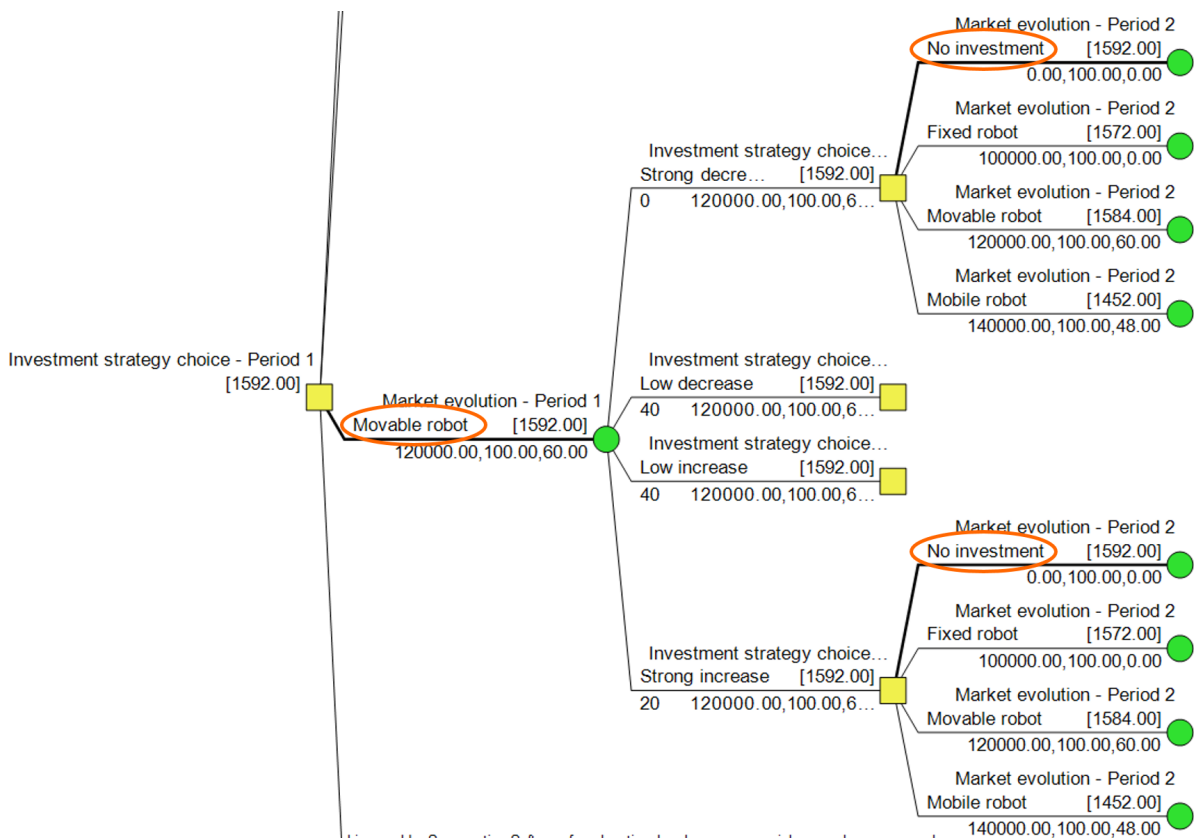 Market evolution - Period 2
No investment [1592.00]
0.00,100.00,0.00
Market evolution - Period 2
Fixed robot [1572.00]
100000.00,100.00,0.00
Market evolution - Period 2
Movable robot [1584.00]
120000.00,100.00,60.00
Market evolution - Period 2
Mobile robot [1452.00]
140000.00,100.00,48.00
Investment strategy choice...
Strong decre... [1592.00]
0 120000.00,100.00,6...
Investment strategy choice - Period 1
[1592.00]
Market evolution - Period 1
Movable robot [1592.00]
120000.00,100.00,60.00
Investment strategy choice...
Low decrease [1592.00]
40 120000.00,100.00,6...
Investment strategy choice...
Low increase [1592.00]
40 120000.00,100.00,6...
Investment strategy choice...
Strong increase [1592.00]
20 120000.00,100.00,6...
Market evolution - Period 2
No investment [1592.00]
0.00,100.00,0.00
Market evolution - Period 2
Fixed robot [1572.00]
100000.00,100.00,0.00
Market evolution - Period 2
Movable robot [1584.00]
120000.00,100.00,60.00
Market evolution - Period 2
Mobile robot [1452.00]
140000.00,100.00,48.00